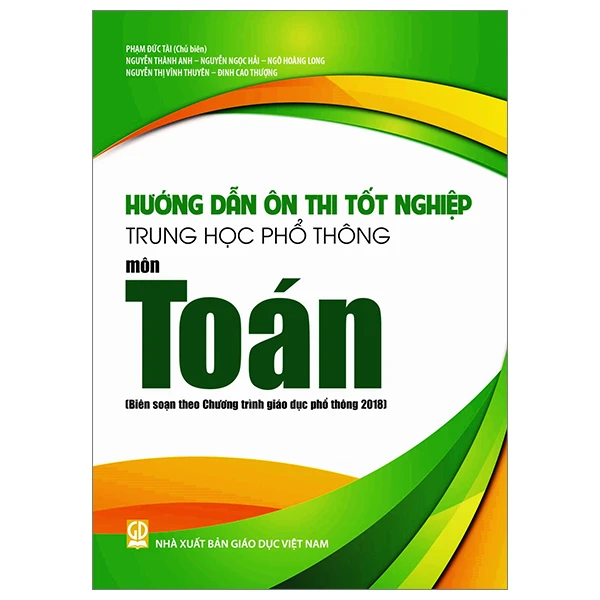 PHẠM ĐỨC TÀI (Chủ biên)
NGUYỄN THÀNH ANH – NGUYỄN NGỌC HẢI – NGÔ HOÀNG LONG
NGUYỄN THỊ VĨNH THUYÊN – ĐINH CAO THƯỢNG
HƯỚNG DẪN ÔN THI TỐT NGHIỆP
TRUNG HỌC PHỔ THÔNG
môn
Toán
(Biên soạn theo Chương trình giáo dục phổ thông 2018)
GD
NHÀ XUẤT BẢN GIÁO DỤC VIỆT NAM